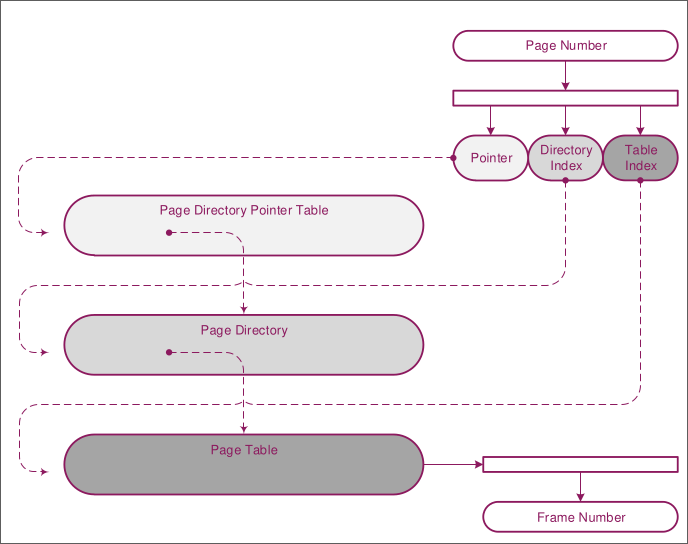 Page Number
Pointer
Directory
Index
Table
Index
Page Directory Pointer Table
Page Directory
Page Table
Frame Number